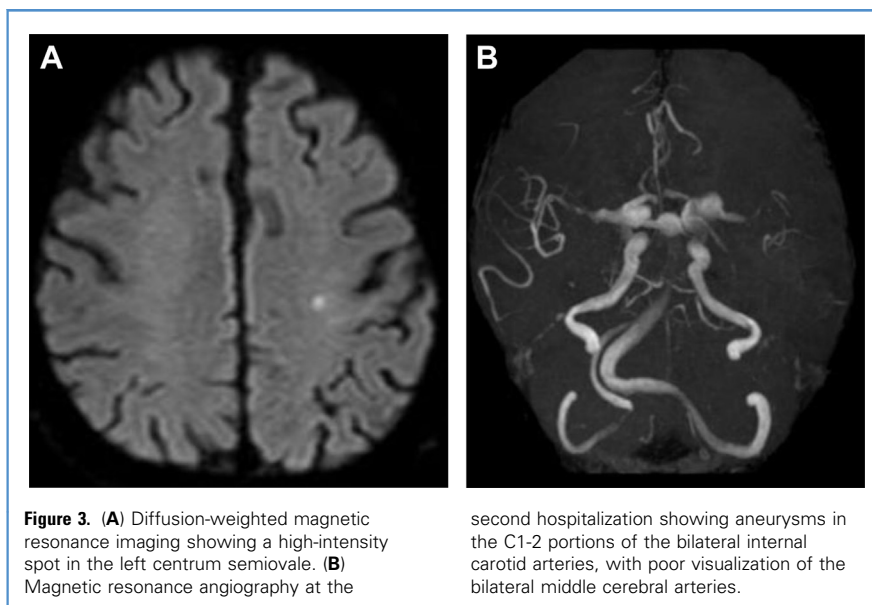 A
B
Figure 3. (A) Diffusion-weighted magnetic
resonance imaging showing a high-intensity
spot in the left centrum semiovale. (B)
Magnetic resonance angiography at the
second hospitalization showing aneurysms in
the C1-2 portions of the bilateral internal
carotid arteries, with poor visualization of the
bilateral middle cerebral arteries.